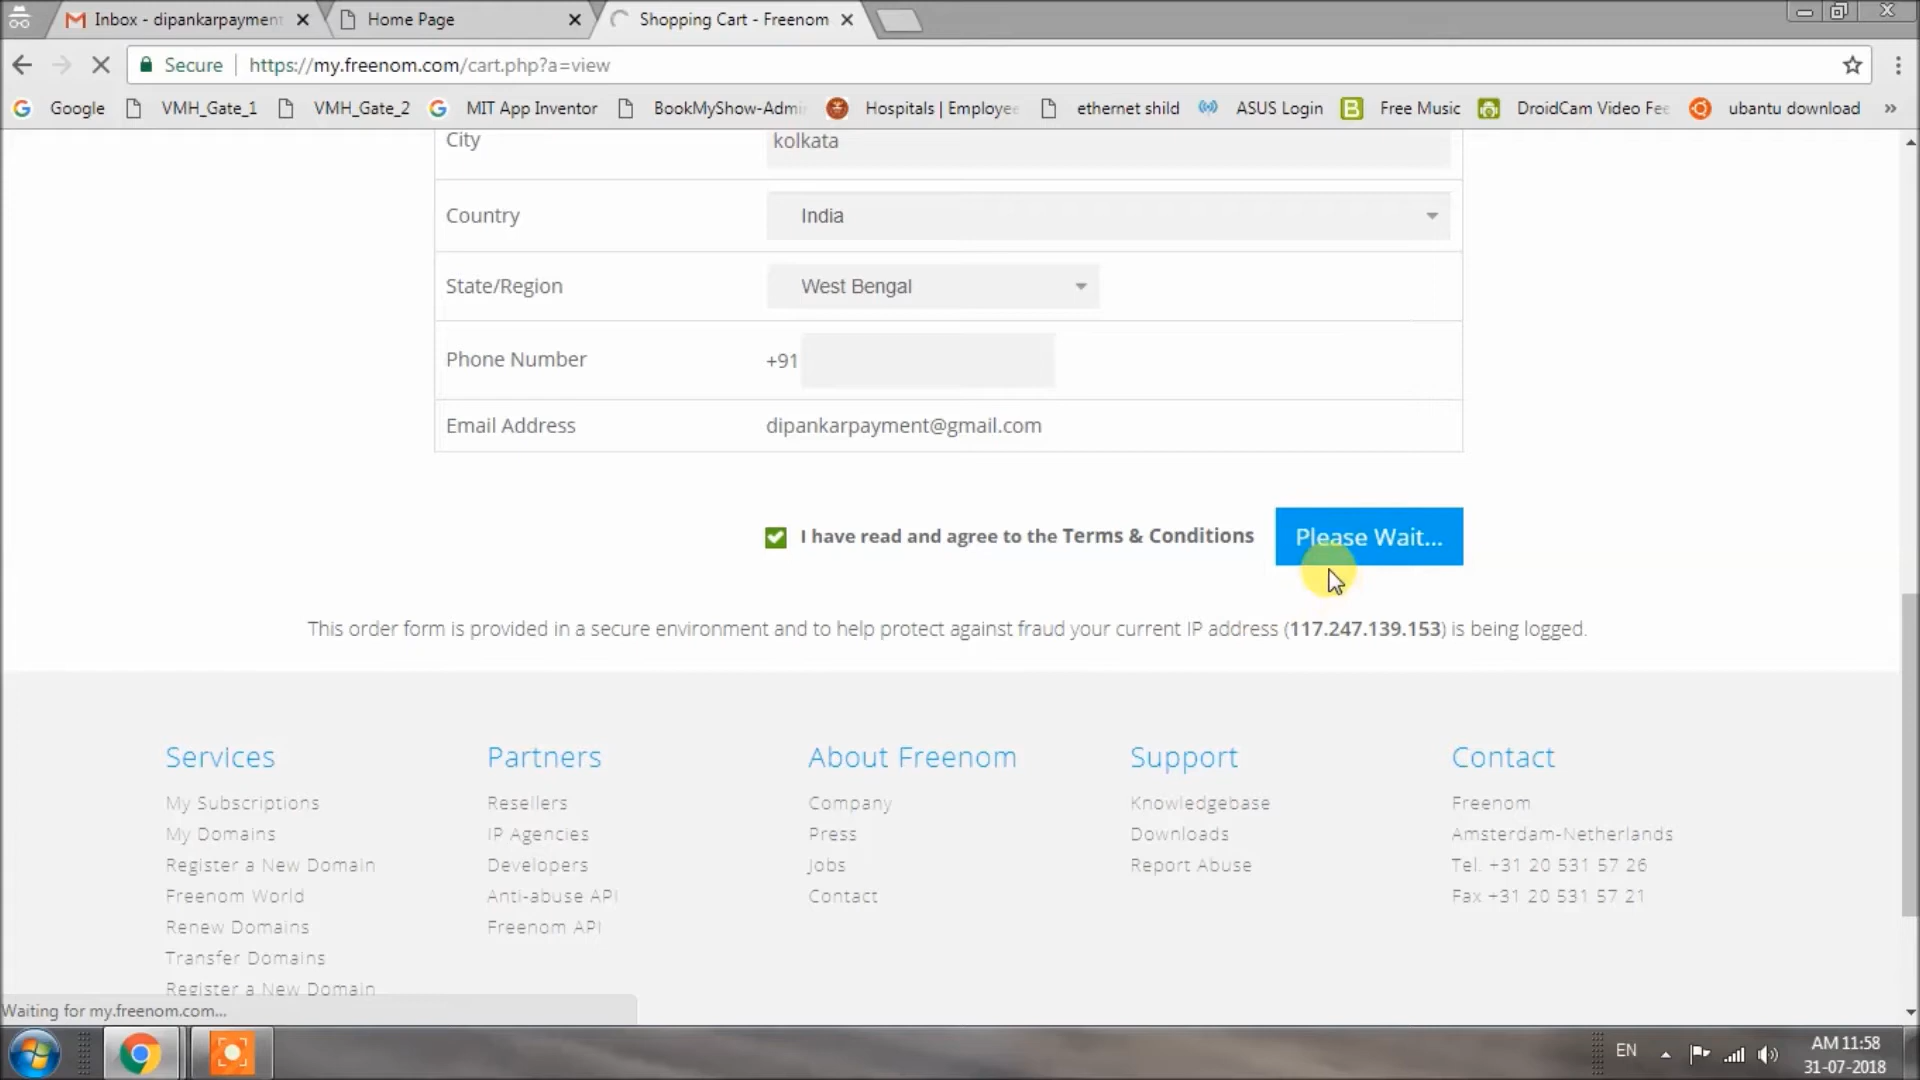 Inbox - dipankarpayment
Home Page
Shopping Cart - Freenom
Secure
https://my.freenom.com/cart.php?a=view
Google
VMH_Gate_1
VMH_Gate_2
MIT App Inventor
BookMyShow-Admi
Hospitals | Employee
ethernet shild
ASUS Login
Free Music
DroidCam Video Fee
ubantu download
»
City
kolkata
Country
India
State/Region
West Bengal
Phone Number
+91
Email Address
dipankarpayment@gmail.com
I have read and agree to the Terms & Conditions
Please Wait...
This order form is provided in a secure environment and to help protect against fraud your current IP address (117.247.139.153) is being logged.
Services
My Subscriptions
My Domains
Register a New Domain
Freenom World
Renew Domains
Transfer Domains
Register a New Domain
Partners
Resellers
IP Agencies
Developers
Anti-abuse API
Freenom API
About Freenom
Company
Press
Jobs
Contact
Support
Knowledgebase
Downloads
Report Abuse
Contact
Freenom
Amsterdam-Netherlands
Tel. +31 20 531 57 26
Fax +31 20 531 57 21
Waiting for my.freenom.com...
EN
AM 11:58
31-07-2018